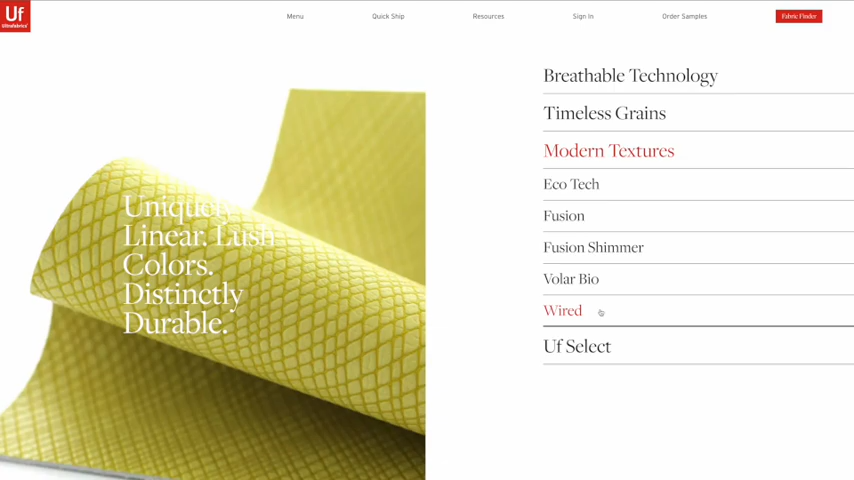 Uf
Ultrafabrics
Menu
Quick Ship
Resources
Sign In
Order Samples
Fabric Finder
Uniquely
Linear. Lush
Colors.
Distinctly
Durable.
Breathable Technology
Timeless Grains
Modern Textures
Eco Tech
Fusion
Fusion Shimmer
Volar Bio
Wired
Uf Select